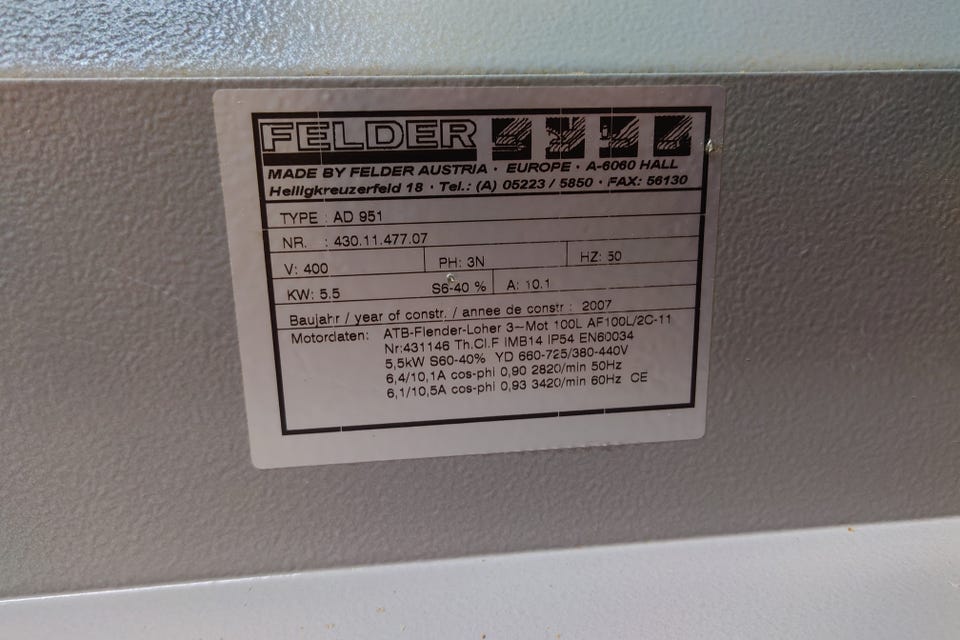 FELDER
MADE BY FELDER AUSTRIA · EUROPE · A-6060 HALL
Heiligkreuzerfeld 18 · Tel.: (A) 05223 / 5850 · FAX: 56130
TYPE : AD 951
NR. : 430.11.477.07
V: 400 PH: 3N HZ: 50
KW: 5.5 S6-40 % A: 10.1
Baujahr / year of constr. / annee de constr : 2007
Motordaten: ATB-Flender-Loher 3~Mot 100L AF100L/2C-11
Nr:431146 Th.Cl.F IMB14 IP54 EN60034
5,5kW S60-40% YD 660-725/380-440V
6,4/10,1A cos-phi 0,90 2820/min 50Hz
6,1/10,5A cos-phi 0,93 3420/min 60Hz CE